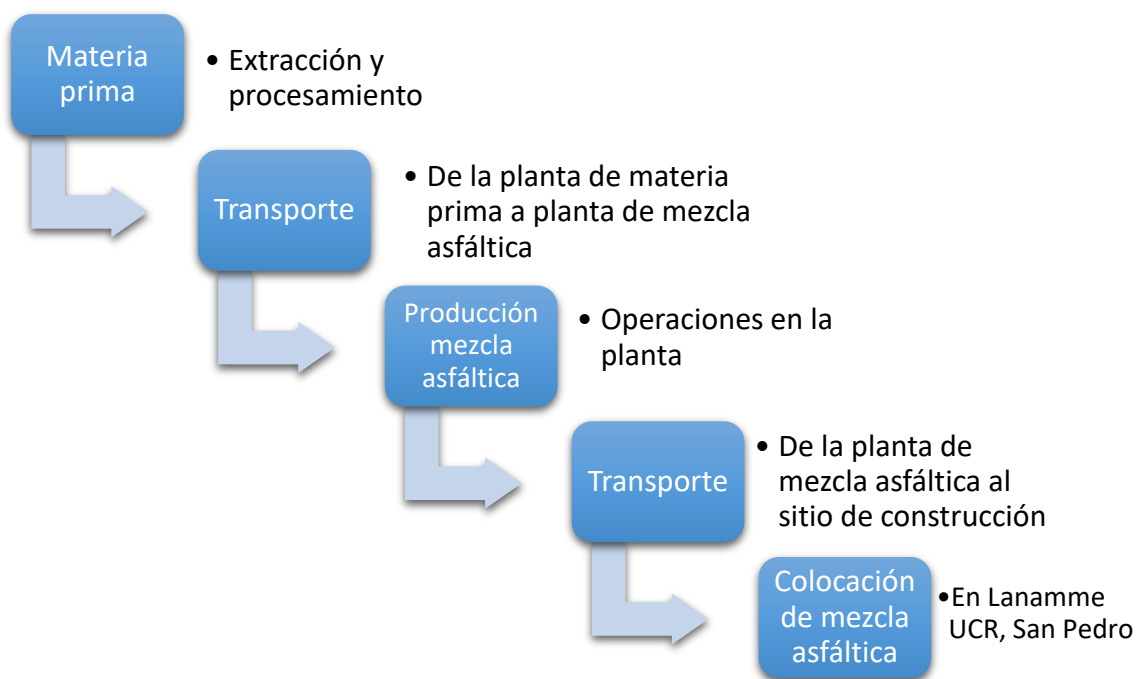 Materia
prima
• Extracción y
procesamiento
Transporte
• De la planta de materia
prima a planta de mezcla
asfáltica
Producción
mezcla
asfáltica
• Operaciones en la
planta
Transporte
• De la planta de
mezcla asfáltica al
sitio de construcción
Colocación
de mezcla
asfáltica
•En Lanamme
UCR, San Pedro